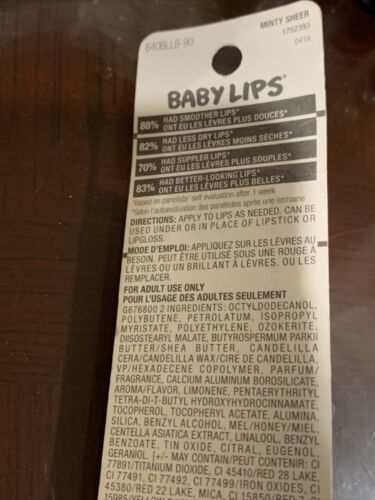 640BLLB-90
MINTY SHEER
1752393
0416
BABY LIPS®
88% HAD SMOOTHER LIPS*
ONT EU LES LÈVRES PLUS DOUCES*
82% HAD LESS DRY LIPS*
ONT EU LES LÈVRES MOINS SÈCHES*
70% HAD SUPPLER LIPS*
ONT EU LES LÈVRES PLUS SOUPLES*
83% HAD BETTER-LOOKING LIPS*
ONT EU LES LÈVRES PLUS BELLES*
*Based on panelists' self evaluation after 1 week
*Selon l'autoevaluation des panelistes après une semaine
DIRECTIONS: APPLY TO LIPS AS NEEDED. CAN BE
USED UNDER OR IN PLACE OF LIPSTICK OR
LIPGLOSS.
MODE D'EMPLOI: APPLIQUEZ SUR LES LÈVRES AU
BESOIN. PEUT ÊTRE UTILISÉ SOUS UNE ROUGE À
LÈVRES OU UN BRILLANT À LÈVRES, OU LES
REMPLACER.
FOR ADULT USE ONLY
POUR L'USAGE DES ADULTES SEULEMENT
G676800 2 INGREDIENTS: OCTYLDODECANOL,
POLYBUTENE, PETROLATUM, ISOPROPYL
MYRISTATE, POLYETHYLENE, OZOKERITE,
DIISOSTEARYL MALATE, BUTYROSPERMUM PARKII
BUTTER/SHEA BUTTER, CANDELILLA
CERA/CANDELILLA WAX/CIRE DE CANDELILLA,
VP/HEXADECENE COPOLYMER, PARFUM/
FRAGRANCE, CALCIUM ALUMINUM BOROSILICATE,
AROMA/FLAVOR, LIMONENE, PENTAERYTHRITYL
TETRA-DI-T-BUTYL HYDROXYHYDROCINNAMATE,
TOCOPHEROL, TOCOPHERYL ACETATE, ALUMINA,
SILICA, BENZYL ALCOHOL, MEL/HONEY/MIEL,
CENTELLA ASIATICA EXTRACT, LINALOOL, BENZYL
BENZOATE, TIN OXIDE, CITRAL, EUGENOL,
GERANIOL. [+/- MAY CONTAIN/PEUT CONTENIR: CI
77891/TITANIUM DIOXIDE, CI 45410/RED 28 LAKE,
CI 77491, CI 77492, CI 77499/IRON OXIDES, CI
45380/RED 22 LAKE, MICA, CI